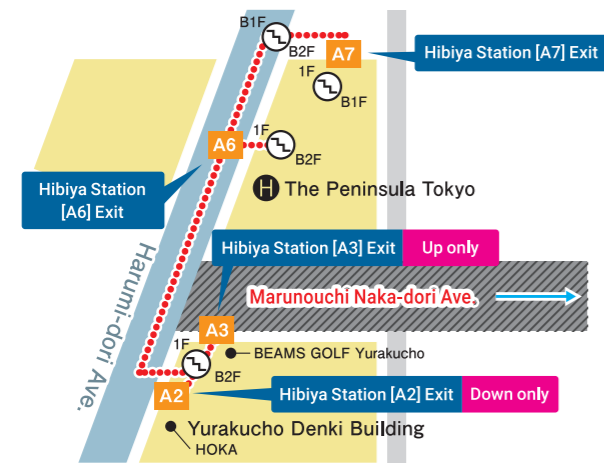 B1F
B2F
A7
Hibiya Station [A7] Exit
1F
B1F
1F
A6
B2F
Hibiya Station
[A6] Exit
H
The Peninsula Tokyo
Hibiya Station [A3] Exit
Up only
Harumi-dori Ave.
Marunouchi Naka-dori Ave.
A3
1F
BEAMS GOLF Yurakucho
B2F
A2
Hibiya Station [A2] Exit
Down only
Yurakucho Denki Building
HOKA